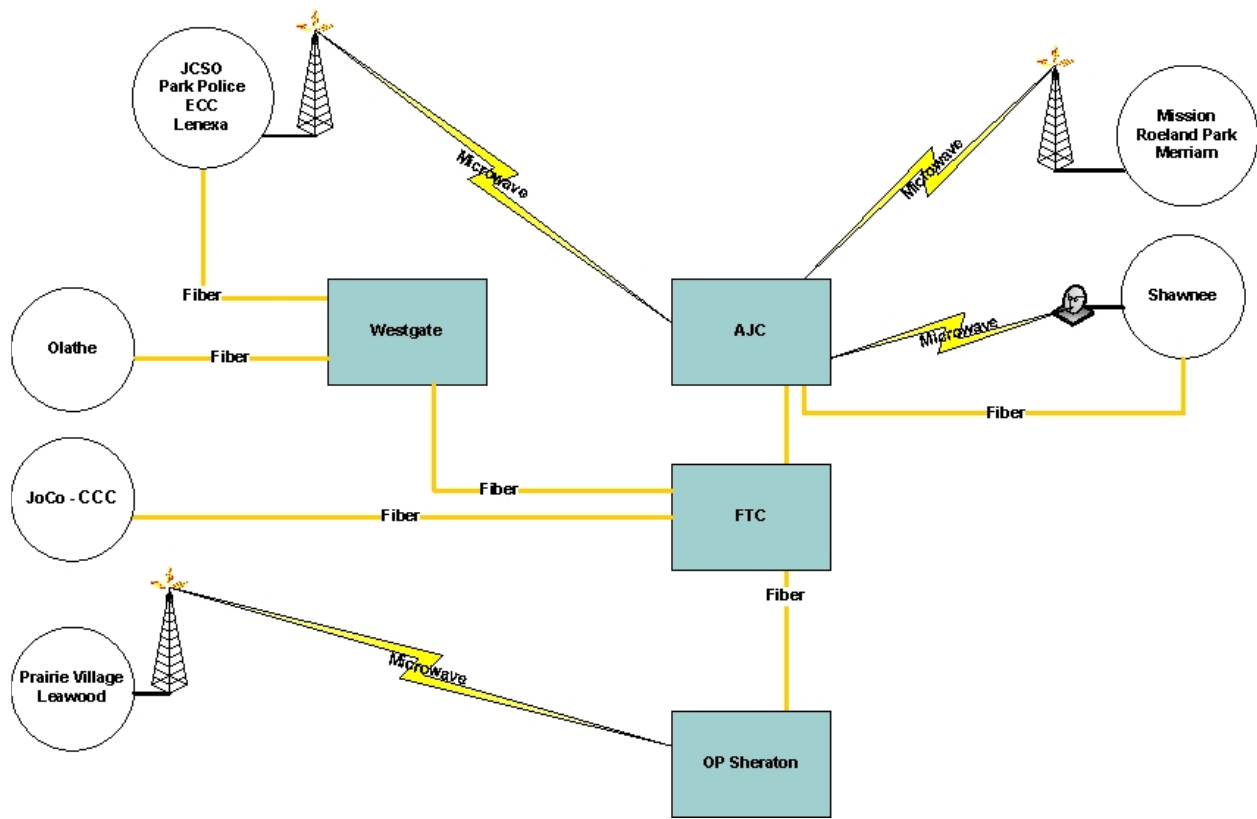 JCSO
Park Police
ECC
Lenexa
Microwave
Microwave
Mission
Roeland Park
Merriam
Fiber
Westgate
AJC
Shawnee
Microwave
Olathe
Fiber
Fiber
JoCo - CCC
Fiber
Fiber
FTC
Fiber
Prairie Village
Leawood
Microwave
OP Sheraton